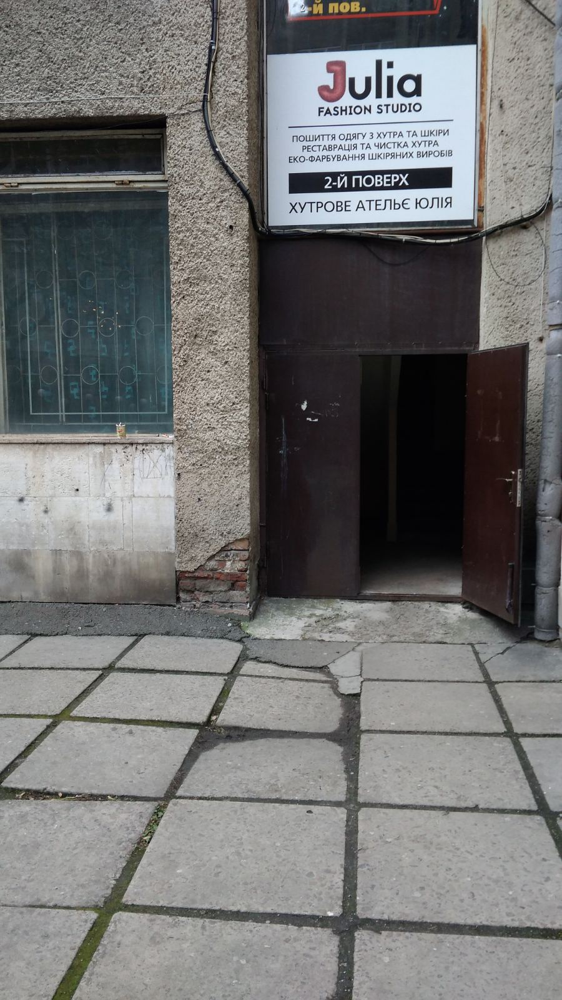 2-й пов.
Julia
FASHION STUDIO
ПОШИТТЯ ОДЯГУ З ХУТРА ТА ШКІРИ
РЕСТАВРАЦІЯ ТА ЧИСТКА ХУТРА
ЕКО-ФАРБУВАННЯ ШКІРЯНИХ ВИРОБІВ
2-Й ПОВЕРХ
ХУТРОВЕ АТЕЛЬЄ ЮЛІЯ